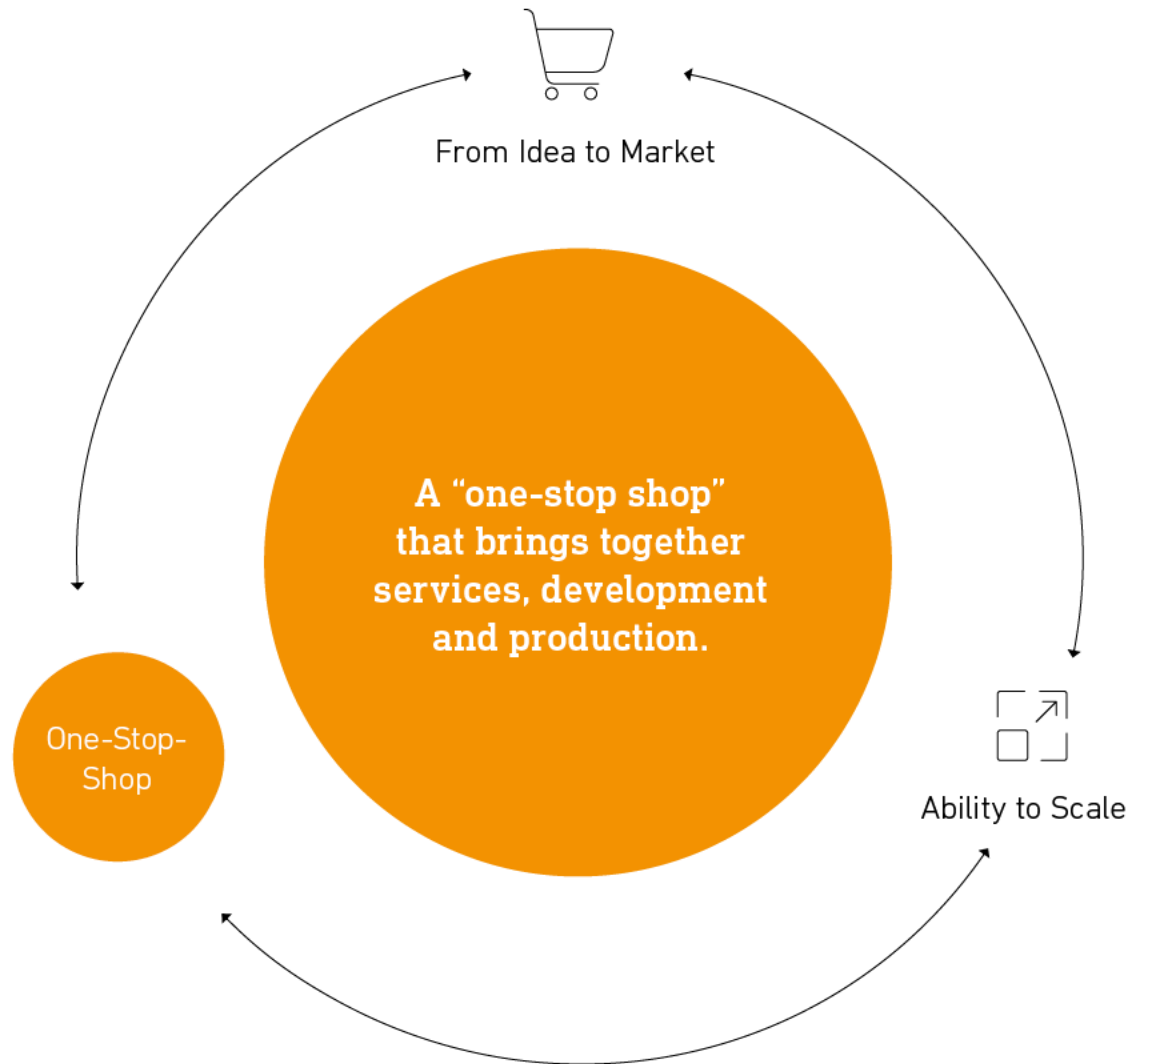 From Idea to Market
A “one-stop shop”
that brings together
services, development
and production.
One-Stop-
Shop
Ability to Scale